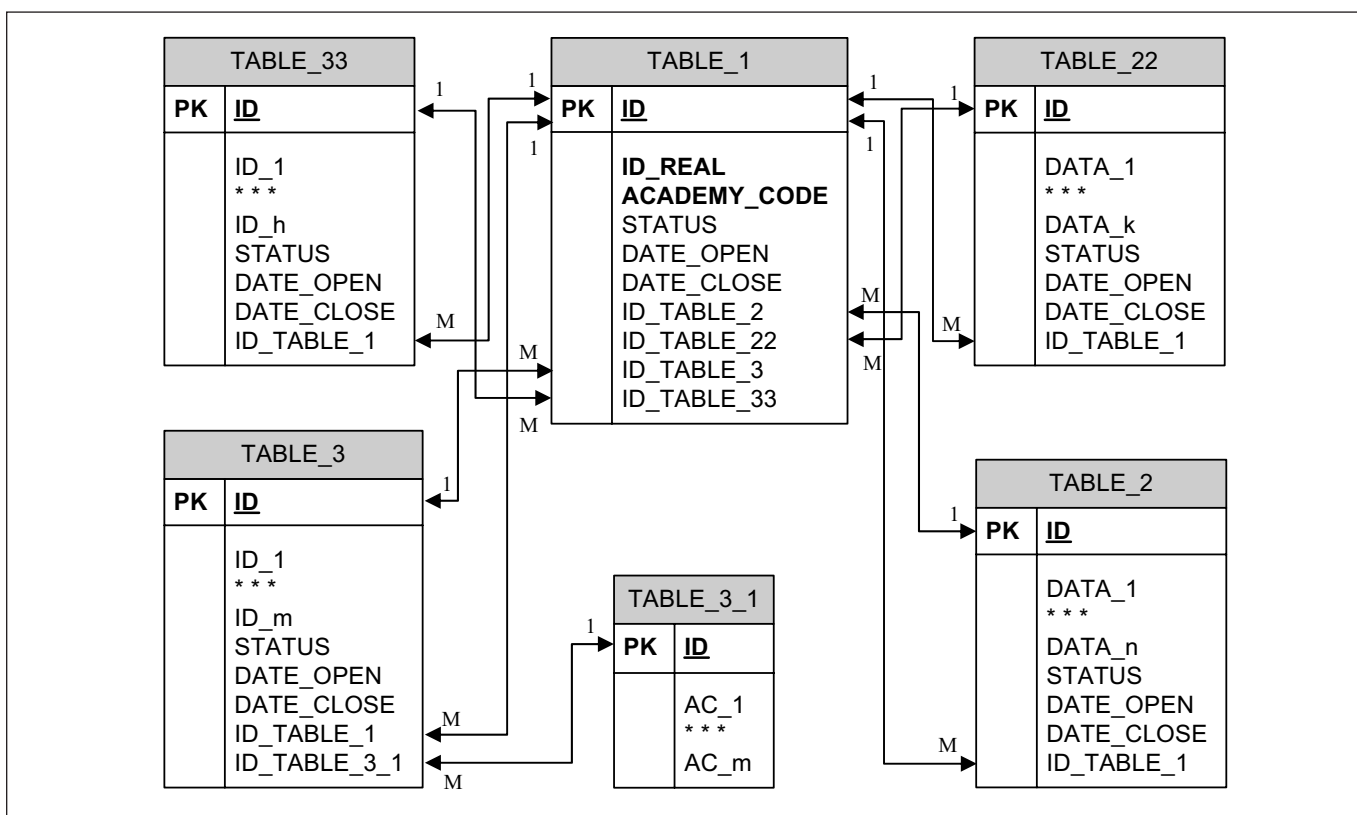 TABLE_33
PK ID
ID_1
* * *
ID_h
STATUS
DATE_OPEN
DATE_CLOSE
ID_TABLE_1
1
M
TABLE_1
PK ID
ID_REAL
ACADEMY_CODE
STATUS
DATE_OPEN
DATE_CLOSE
ID_TABLE_2
ID_TABLE_22
ID_TABLE_3
ID_TABLE_33
1
1
M
M
1
1
M
M
TABLE_22
PK ID
DATA_1
* * *
DATA_k
STATUS
DATE_OPEN
DATE_CLOSE
ID_TABLE_1
1
M
TABLE_3
PK ID
ID_1
* * *
ID_m
STATUS
DATE_OPEN
DATE_CLOSE
ID_TABLE_1
ID_TABLE_3_1
1
M
M
TABLE_3_1
PK ID
AC_1
* * *
AC_m
1
TABLE_2
PK ID
DATA_1
* * *
DATA_n
STATUS
DATE_OPEN
DATE_CLOSE
ID_TABLE_1
1
M